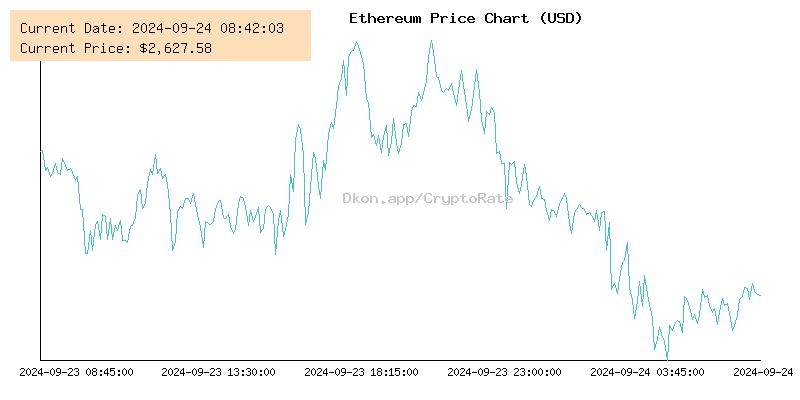 Ethereum Price Chart (USD)
Current Date: 2024-09-24 08:42:03
Current Price: $2,627.58
Dkon.app/CryptoRate
2024-09-23 08:45:00 2024-09-23 13:30:00 2024-09-23 18:15:00 2024-09-23 23:00:00 2024-09-24 03:45:00 2024-09-24